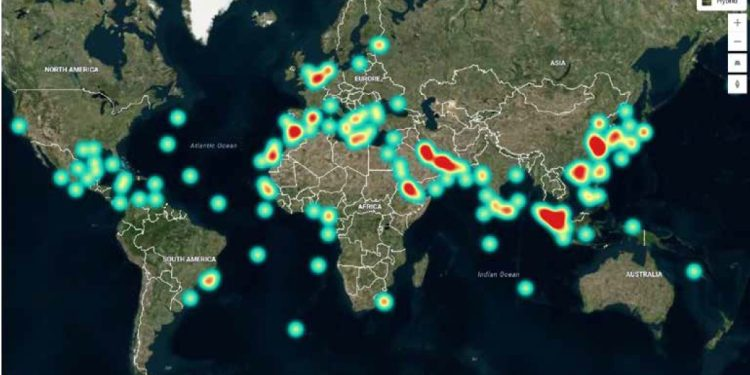 Hybrid
NORTH AMERICA
ASIA
EUROPE
Atlantic Ocean
AFRICA
SOUTH AMERICA
Indian Ocean
AUSTRALIA